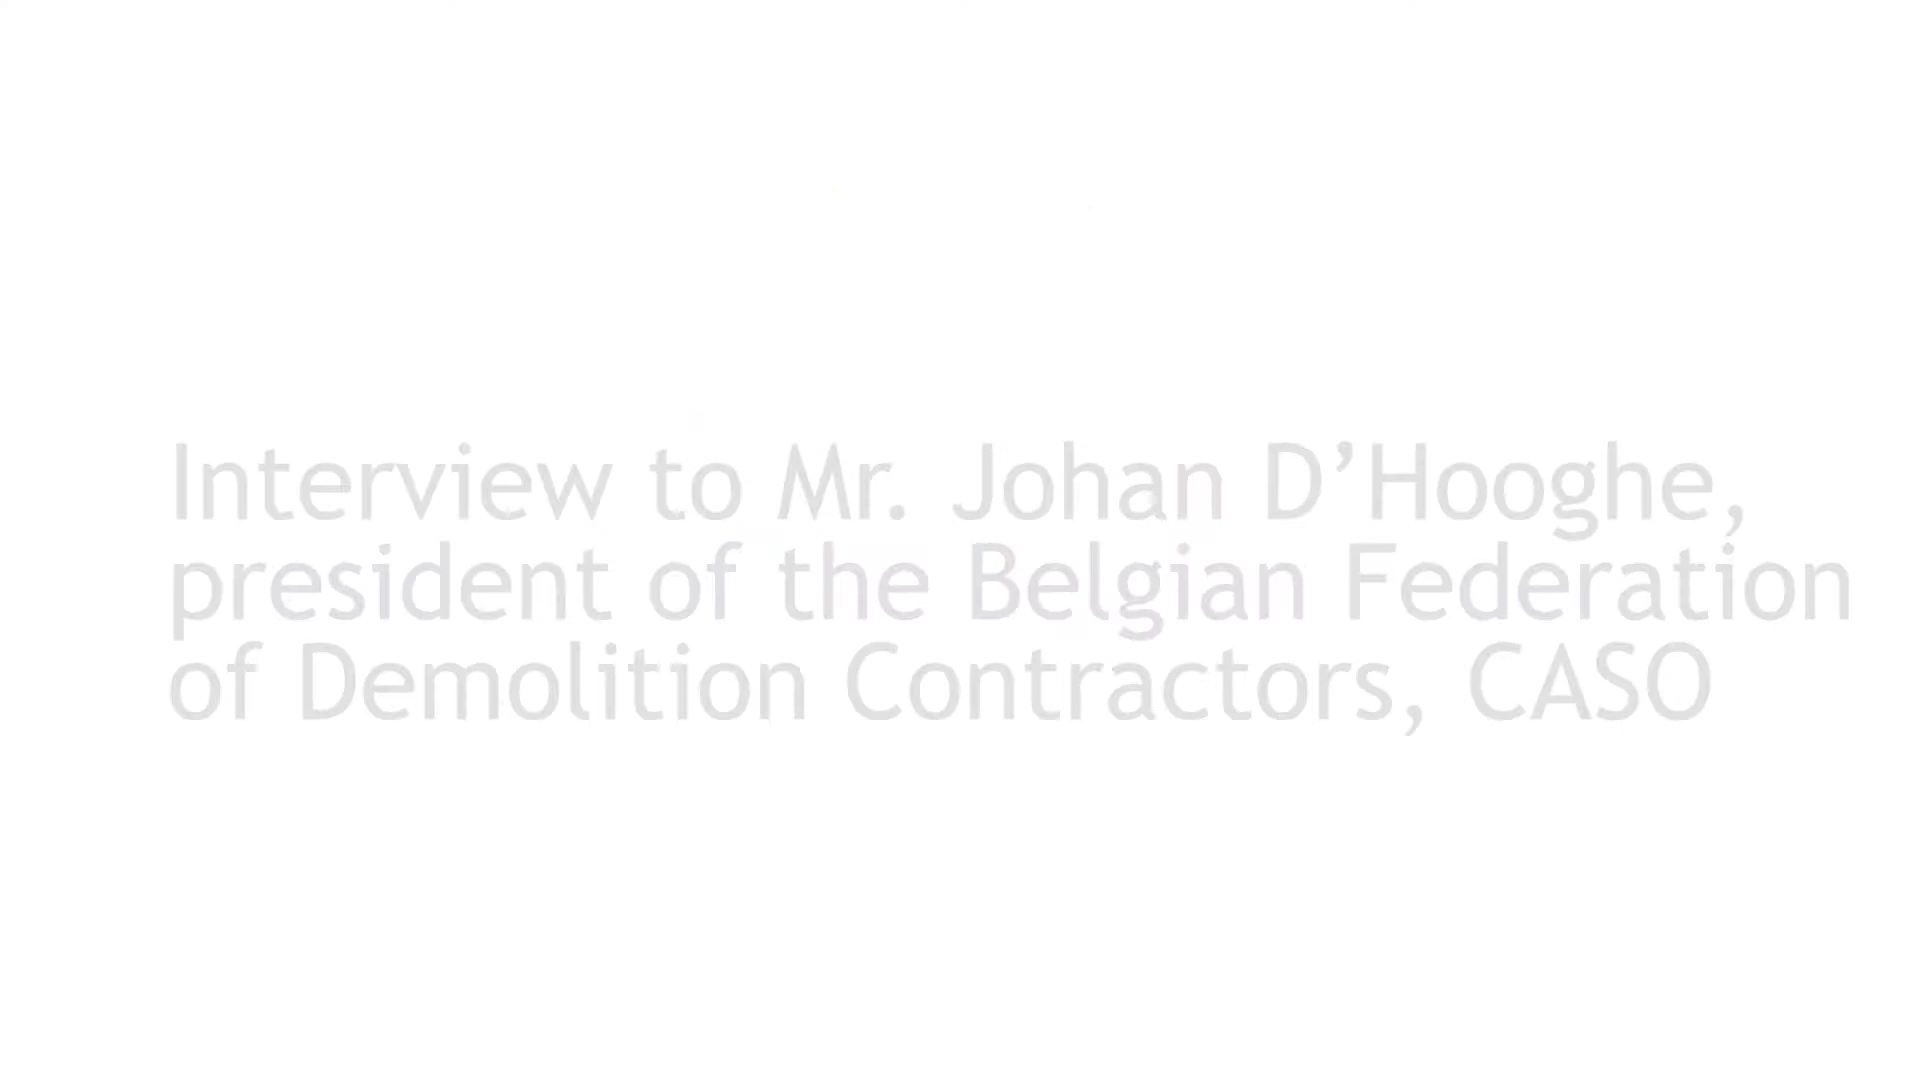 Interview to Mr. Johan D’Hooghe,
president of the Belgian Federation
of Demolition Contractors, CASO